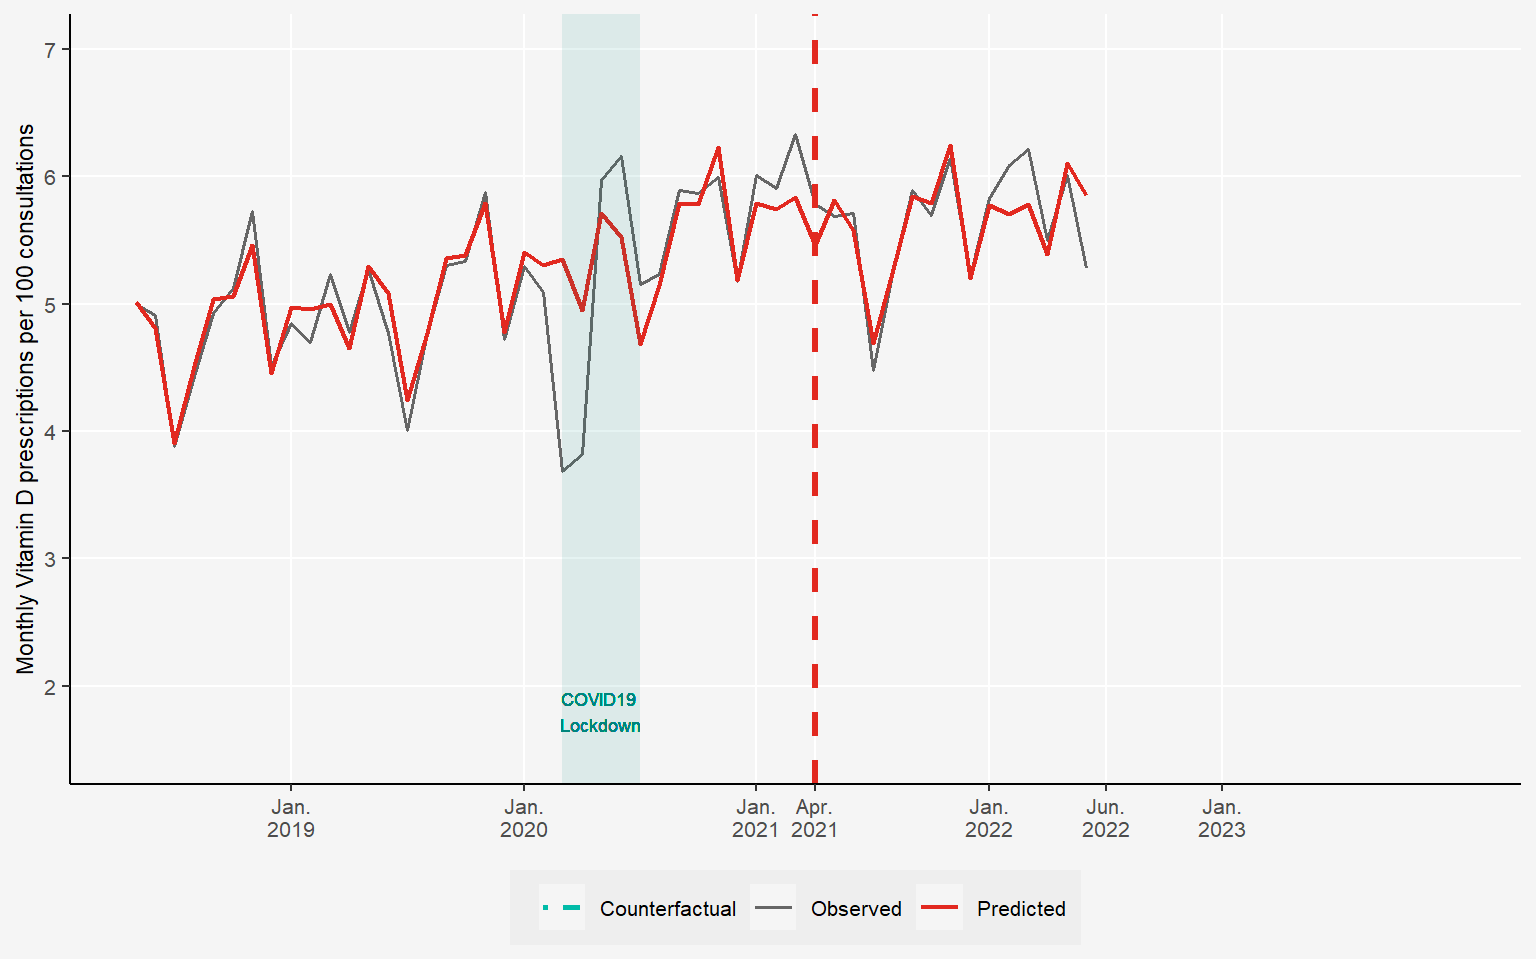 Monthly Vitamin D prescriptions per 100 consultations
7
6
5
4
3
2
COVID19
Lockdown
Jan.
2019
Jan.
2020
Jan.
2021
Apr.
2021
Jan.
2022
Jun.
2022
Jan.
2023
Counterfactual
Observed
Predicted